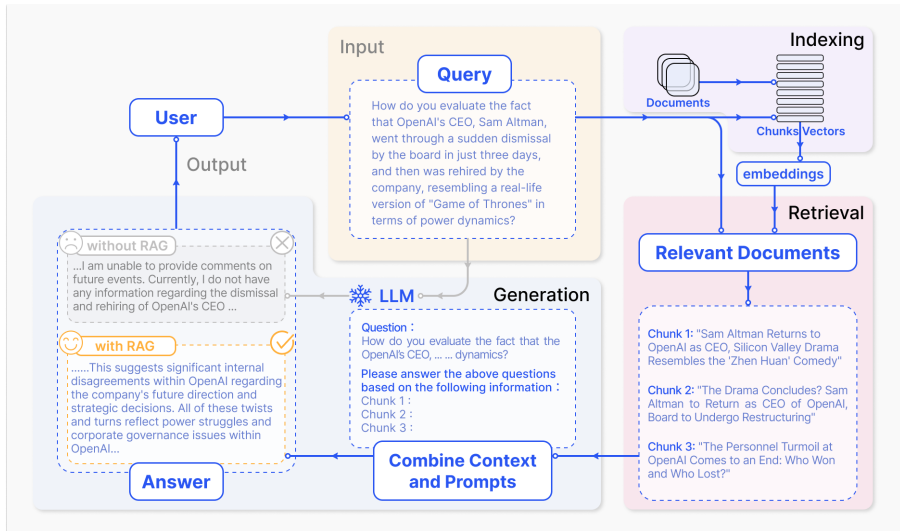 Input
Query
How do you evaluate the fact
that OpenAI's CEO, Sam Altman,
went through a sudden dismissal
by the board in just three days,
and then was rehired by the
company, resembling a real-life
version of "Game of Thrones" in
terms of power dynamics?
Indexing
Documents
Chunks Vectors
embeddings
User
Output
Retrieval
Relevant Documents
Chunk 1: "Sam Altman Returns to
OpenAI as CEO, Silicon Valley Drama
Resembles the 'Zhen Huan' Comedy"
Chunk 2: "The Drama Concludes? Sam
Altman to Return as CEO of OpenAI,
Board to Undergo Restructuring"
Chunk 3: "The Personnel Turmoil at
OpenAI Comes to an End: Who Won
and Who Lost?"
without RAG
...I am unable to provide comments on
future events. Currently, I do not have
any information regarding the dismissal
and rehiring of OpenAI's CEO ...
with RAG
......This suggests significant internal
disagreements within OpenAI regarding
the company's future direction and
strategic decisions. All of these twists
and turns reflect power struggles and
corporate governance issues within
OpenAI...
Answer
LLM
Generation
Question :
How do you evaluate the fact that the
OpenAI's CEO, ... ... dynamics?
Please answer the above questions
based on the following information :
Chunk 1 :
Chunk 2 :
Chunk 3 :
Combine Context
and Prompts